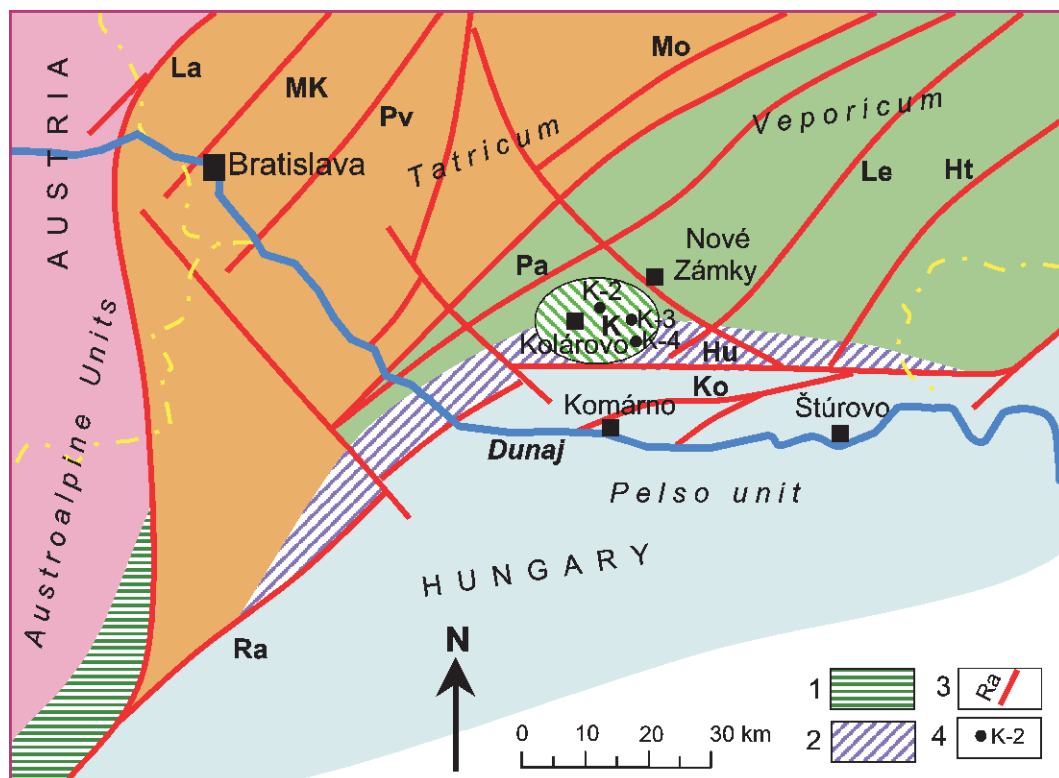 La
MK
Pv
Mo
AUSTRIA
Bratislava
Tatricum
Veporicum
Le
Ht
Nové
Zámky
Pa
K-2
K
K-3
Kolárovo
K-4
Hu
Ko
Komárno
Štúrovo
Dunaj
Austroalpine Units
Pelso unit
HUNGARY
Ra
N
0 10 20 30 km
1
3 Ra
2
4 K-2